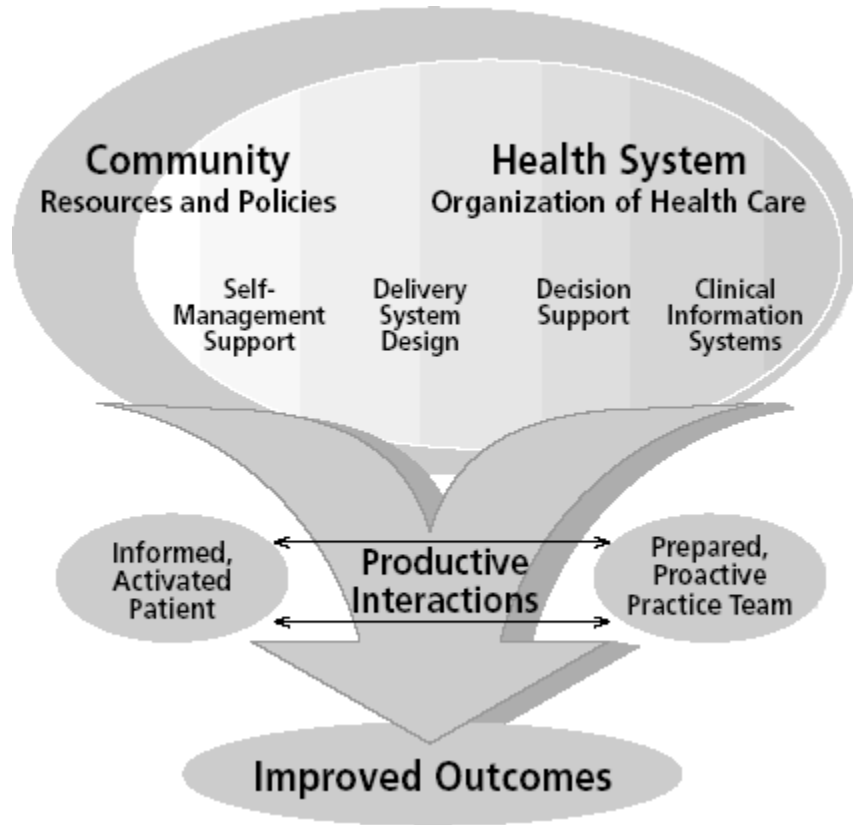 Community
Resources and Policies
Health System
Organization of Health Care
Self-
Management
Support
Delivery
System
Design
Decision
Support
Clinical
Information
Systems
Informed,
Activated
Patient
Productive
Interactions
Prepared,
Proactive
Practice Team
Improved Outcomes